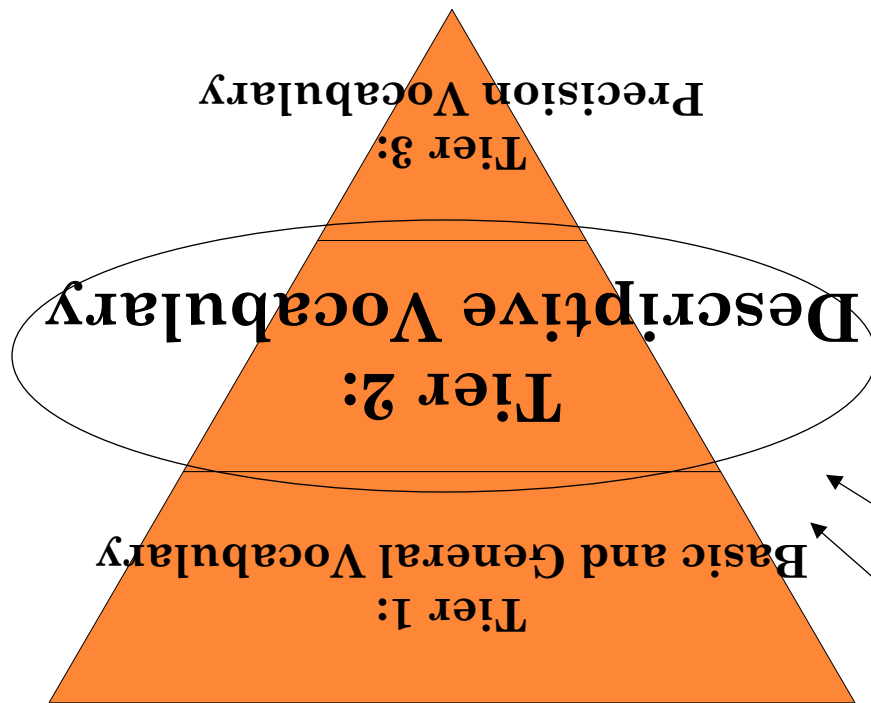 Tier 1:
Basic and General Vocabulary
Tier 2:
Descriptive Vocabulary
Tier 3:
Precision Vocabulary